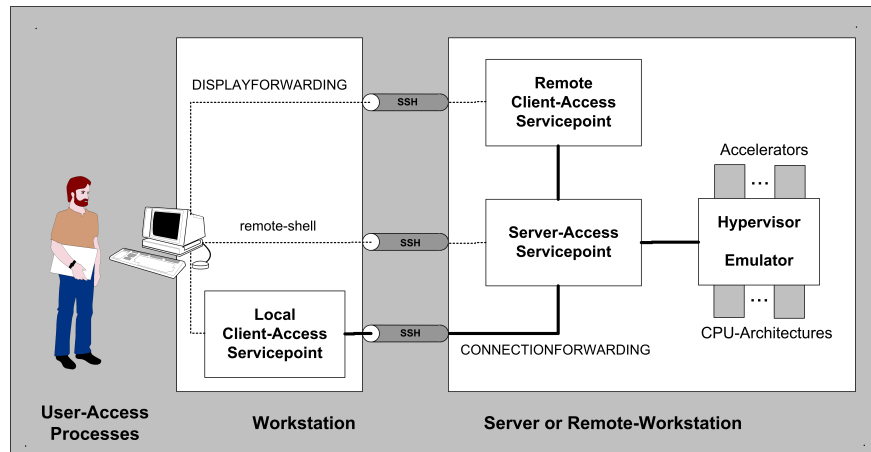 DISPLAYFORWARDING
SSH
Remote
Client-Access
Servicepoint
Accelerators
...
remote-shell
SSH
Server-Access
Servicepoint
Hypervisor
Emulator
...
CPU-Architectures
Local
Client-Access
Servicepoint
SSH
CONNECTIONFORWARDING
User-Access
Processes
Workstation
Server or Remote-Workstation